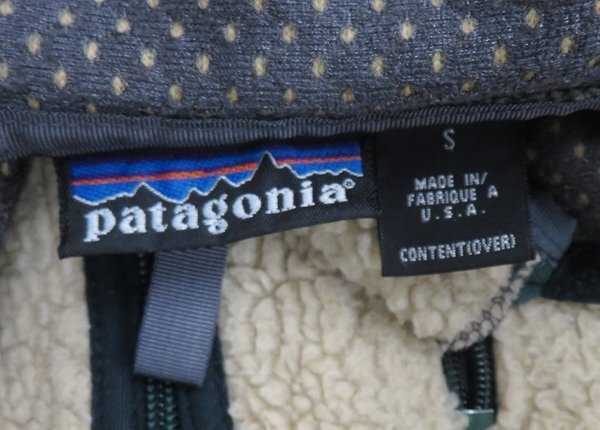 patagonia®
S
MADE IN/
FABRIQUE A
U.S.A.
CONTENT(OVER)